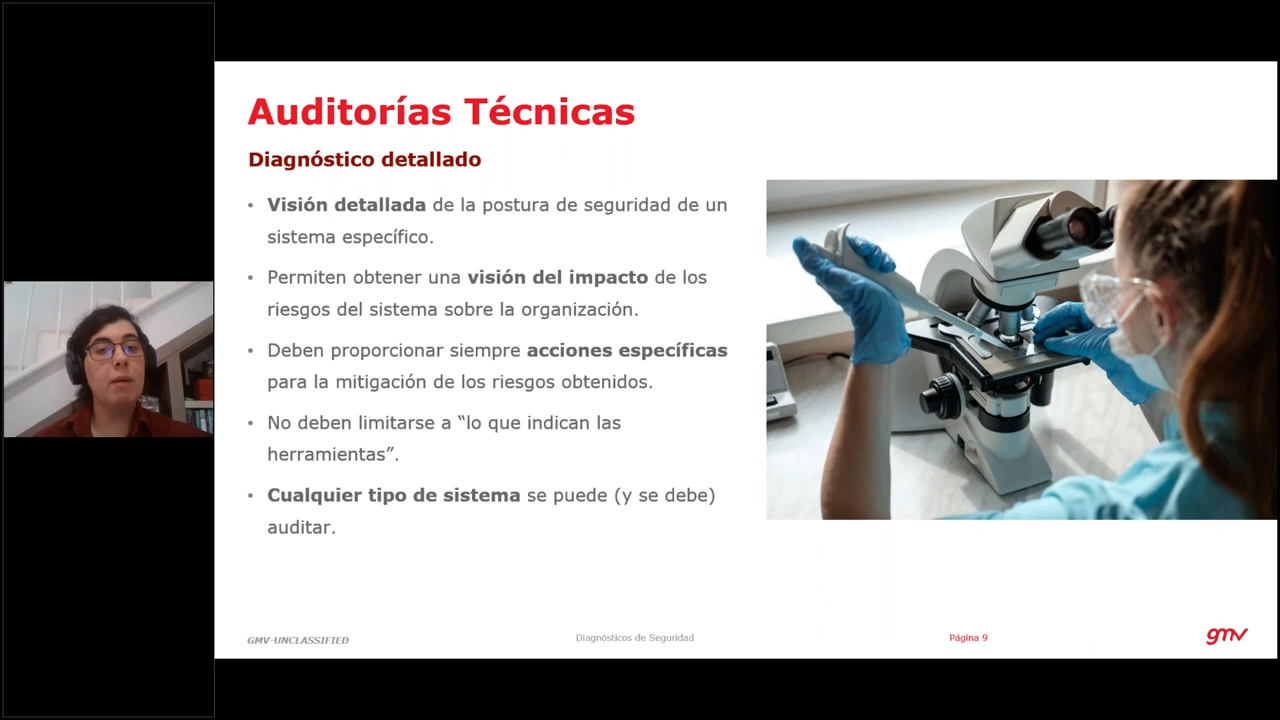 Auditorías Técnicas
Diagnóstico detallado
• Visión detallada de la postura de seguridad de un
sistema específico.
• Permiten obtener una visión del impacto de los
riesgos del sistema sobre la organización.
• Deben proporcionar siempre acciones específicas
para la mitigación de los riesgos obtenidos.
• No deben limitarse a “lo que indican las
herramientas”.
• Cualquier tipo de sistema se puede (y se debe)
auditar.
GMV-UNCLASSIFIED
Diagnósticos de Seguridad
Página 9
gmv